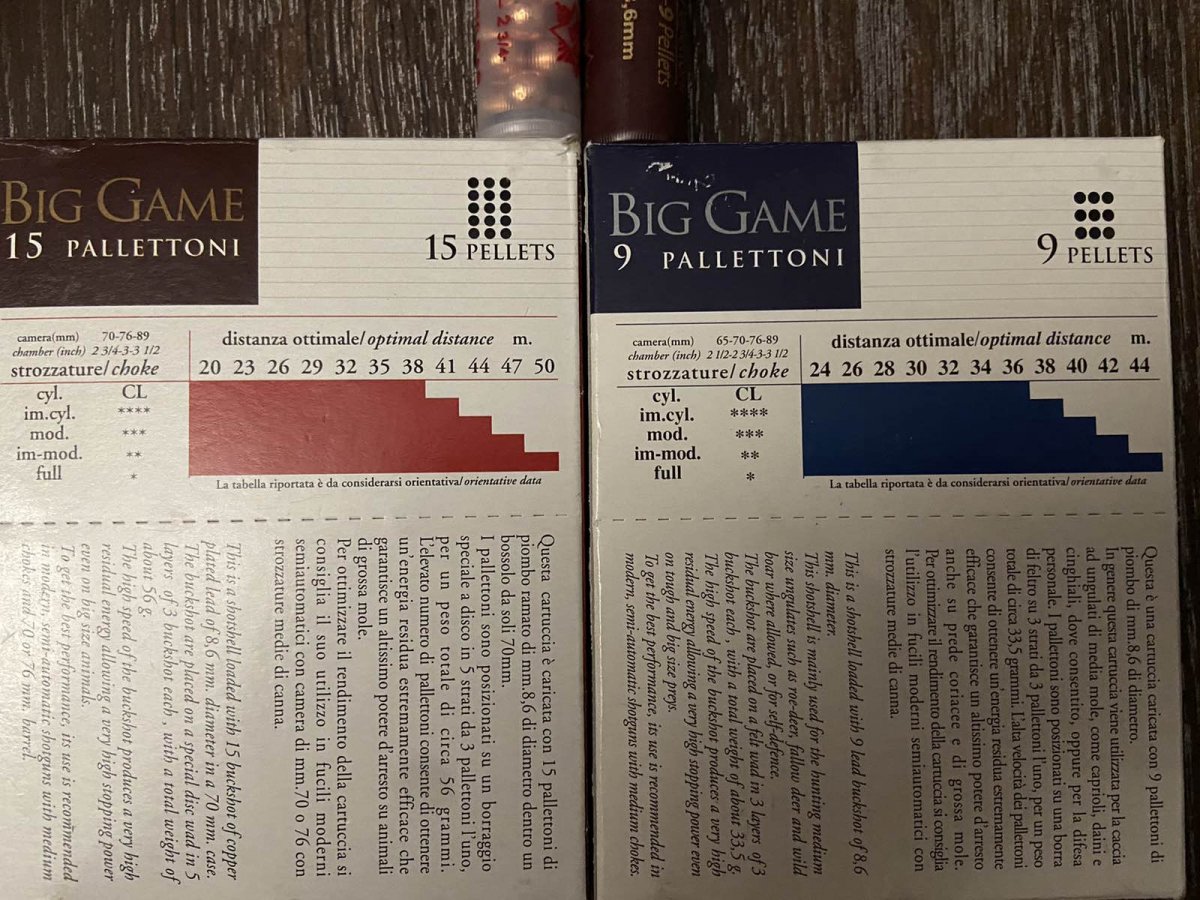 2 3/4-
9 Pellets
,6mm
BIG GAME
15 PALLETTONI
15 PELLETS
camera(mm) 70-76-89
chamber (inch) 2 3/4-3-3 1/2
strozzature/choke
distanza ottimale/optimal distance m.
20 23 26 29 32 35 38 41 44 47 50
cyl. CL
im.cyl. ****
mod. ***
im-mod. **
full *
La tabella riportata è da considerarsi orientativa/orientative data
Questa cartuccia è caricata con 15 pallettoni di
piombo ramato di mm.8,6 di diametro dentro un
bossolo da soli 70mm.
I pallettoni sono posizionati su un borraggio
speciale a disco in 5 strati da 3 pallettoni l'uno,
per un peso totale di circa 56 grammi.
L'elevato numero di pallettoni consente di ottenere
un'energia residua estremamente efficace che
garantisce un altissimo potere d'arresto su animali
di grossa mole.
Per ottimizzare il rendimento della cartuccia si
consiglia il suo utilizzo in fucili moderni
semiautomatici con camera di mm.70 o 76 con
strozzature medie di canna.
This is a shotshell loaded with 15 buckshot of copper
plated lead of 8,6 mm. diameter in a 70 mm. case.
The buckshot are placed on a special disc wad in 5
layers of 3 buckshot each , with a total weight of
about 56 g.
The high speed of the buckshot produces a very high
residual energy allowing a very high stopping power
even on big size animals.
To get the best performance, its use is recommended
in modern, semi-automatic shotguns with medium
chokes and 70 or 76 mm. barrel.
BIG GAME
9 PALLETTONI
9 PELLETS
camera(mm) 65-70-76-89
chamber (inch) 2 1/2-2 3/4-3-3 1/2
strozzature/choke
distanza ottimale/optimal distance m.
24 26 28 30 32 34 36 38 40 42 44
cyl. CL
im.cyl. ****
mod. ***
im-mod. **
full *
La tabella riportata è da considerarsi orientativa/orientative data
Questa è una cartuccia caricata con 9 pallettoni di
piombo di mm.8,6 di diametro.
In genere questa cartuccia viene utilizzata per la caccia
ad ungulati di media mole, come caprioli, daini e
cinghiali, dove consentito, oppure per la difesa
personale. I pallettoni sono posizionati su una borra
di feltro su 3 strati da 3 pallettoni l'uno, per un peso
totale di circa 33,5 grammi. L'alta velocità dei pallettoni
consente di ottenere un'energia residua estremamente
efficace che garantisce un altissimo potere d'arresto
anche su prede coriacee e di grossa mole.
Per ottimizzare il rendimento della cartuccia si consiglia
l'utilizzo in fucili moderni semiautomatici con
strozzature medie di canna.
This is a shotshell loaded with 9 lead buckshot of 8,6
mm. diameter.
This shotshell is mainly used for the hunting medium
size ungulates such as roe-deer, fallow deer and wild
boar where allowed, or for self-defence.
The buckshot are placed on a felt wad in 3 layers of 3
buckshot each , with a total weight of about 33,5 g.
The high speed of the buckshot produces a very high
residual energy allowing a very high stopping power even
on tough and big size preys.
To get the best performance, its use is recommended in
modern, semi-automatic shotguns with medium chokes.